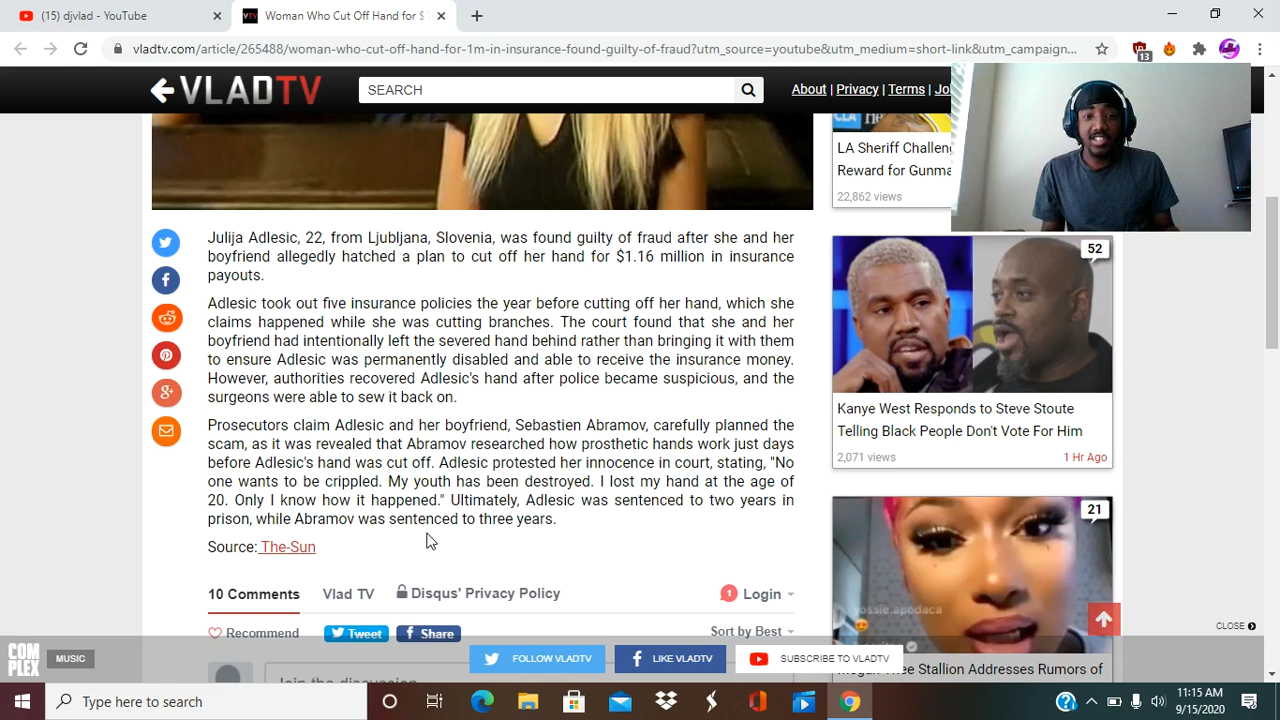 (15) djvlad - YouTube
Woman Who Cut Off Hand for $
vladtv.com/article/265488/woman-who-cut-off-hand-for-1m-in-insurance-found-guilty-of-fraud?utm_source=youtube&utm_medium=short-link&utm_campaign...
13
VLADTV
SEARCH
About | Privacy | Terms |
LA Sheriff
Reward for
22,862 views
Julija Adlesic, 22, from Ljubljana, Slovenia, was found guilty of fraud after she and her
boyfriend allegedly hatched a plan to cut off her hand for $1.16 million in insurance
payouts.
Adlesic took out five insurance policies the year before cutting off her hand, which she
claims happened while she was cutting branches. The court found that she and her
boyfriend had intentionally left the severed hand behind rather than bringing it with them
to ensure Adlesic was permanently disabled and able to receive the insurance money.
However, authorities recovered Adlesic's hand after police became suspicious, and the
surgeons were able to sew it back on.
Prosecutors claim Adlesic and her boyfriend, Sebastien Abramov, carefully planned the
scam, as it was revealed that Abramov researched how prosthetic hands work just days
before Adlesic's hand was cut off. Adlesic protested her innocence in court, stating, "No
one wants to be crippled. My youth has been destroyed. I lost my hand at the age of
20. Only I know how it happened." Ultimately, Adlesic was sentenced to two years in
prison, while Abramov was sentenced to three years.
Source: The-Sun
52
Kanye West Responds to Steve Stoute
Telling Black People Don't Vote For Him
2,071 views
1 Hr Ago
21
10 Comments
Vlad TV
Disqus' Privacy Policy
1 Login
Recommend
Tweet
Share
Sort by Best
CLOSE
COM
PLEX
MUSIC
FOLLOW VLADTV
LIKE VLADTV
SUBSCRIBE TO VLADTV
Stallion Addresses Rumors of
Join the discussion
Type here to search
11:15 AM
9/15/2020